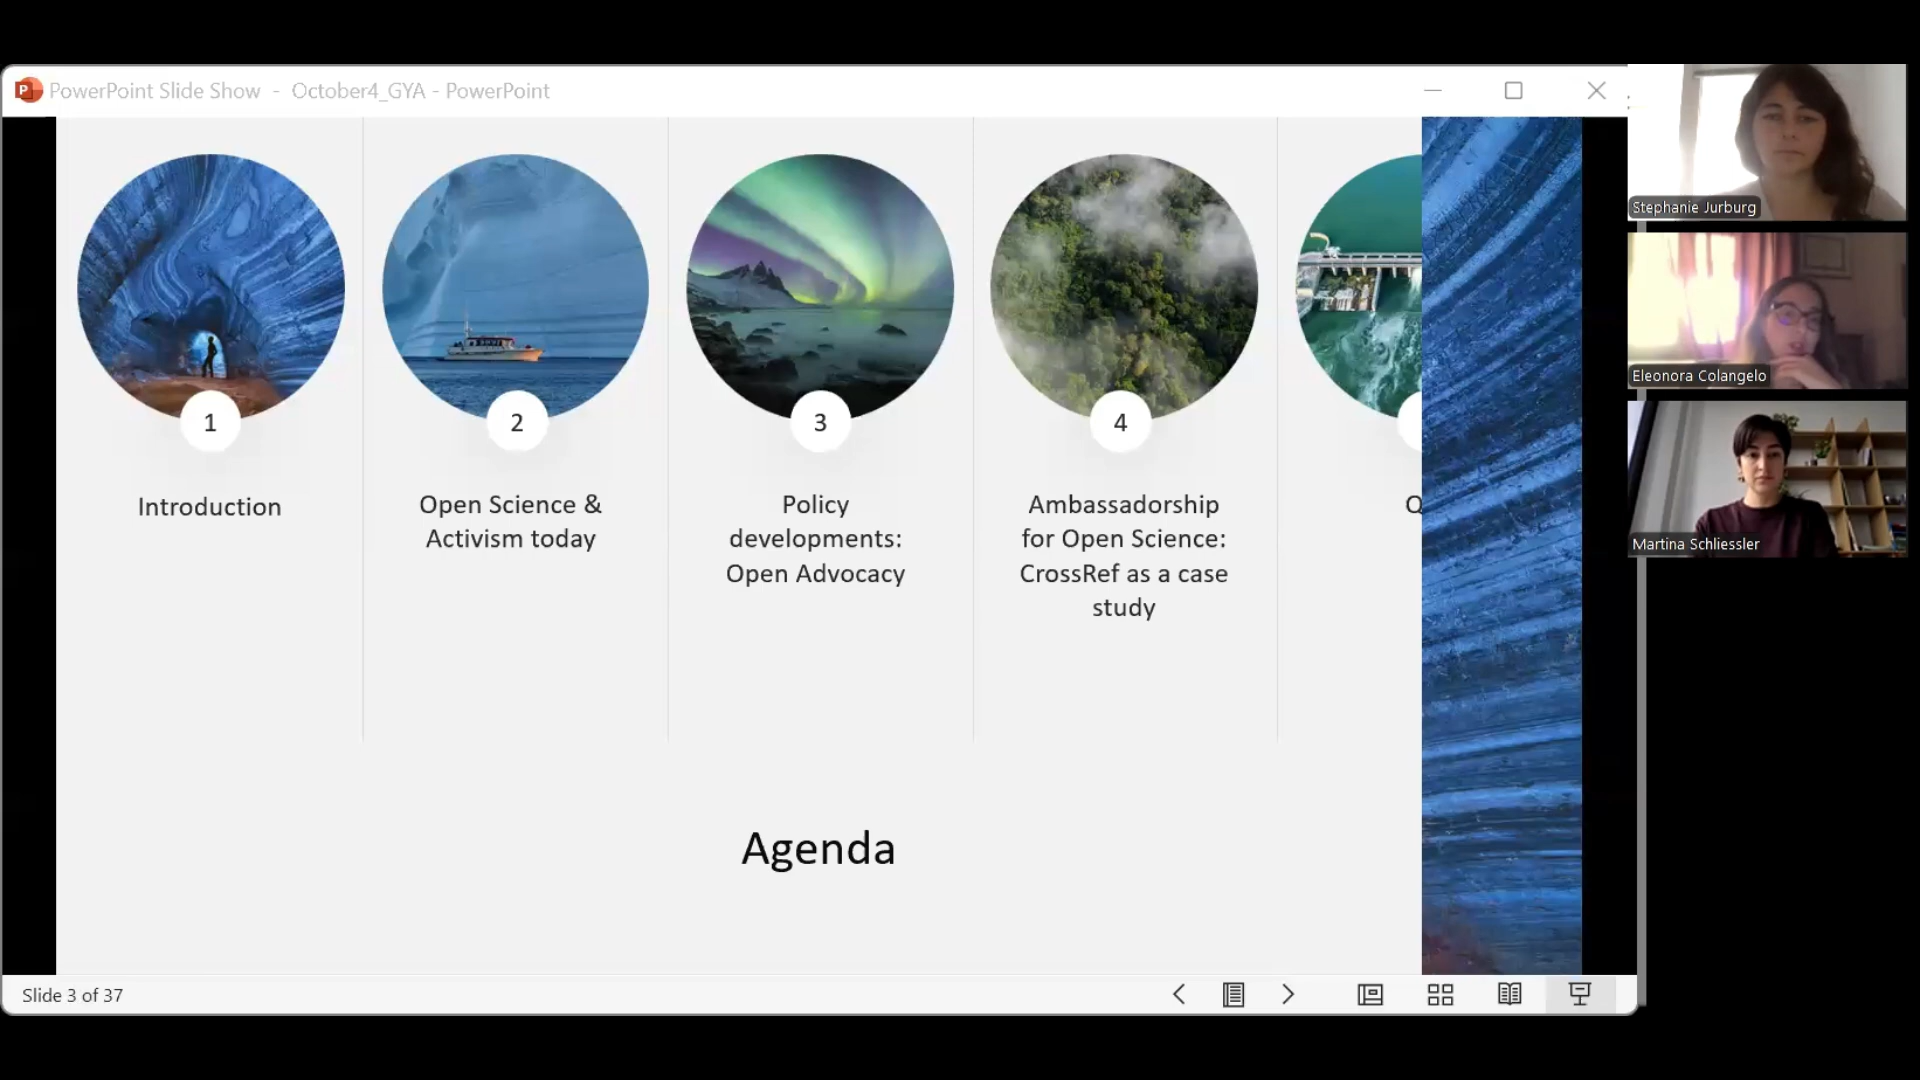 PowerPoint Slide Show - October4_GYA - PowerPoint
1
Introduction
2
Open Science &
Activism today
3
Policy
developments:
Open Advocacy
4
Ambassadorship
for Open Science:
CrossRef as a case
study
Q
Agenda
Slide 3 of 37
Stephanie Jurburg
Eleonora Colangelo
Martina Schliessler